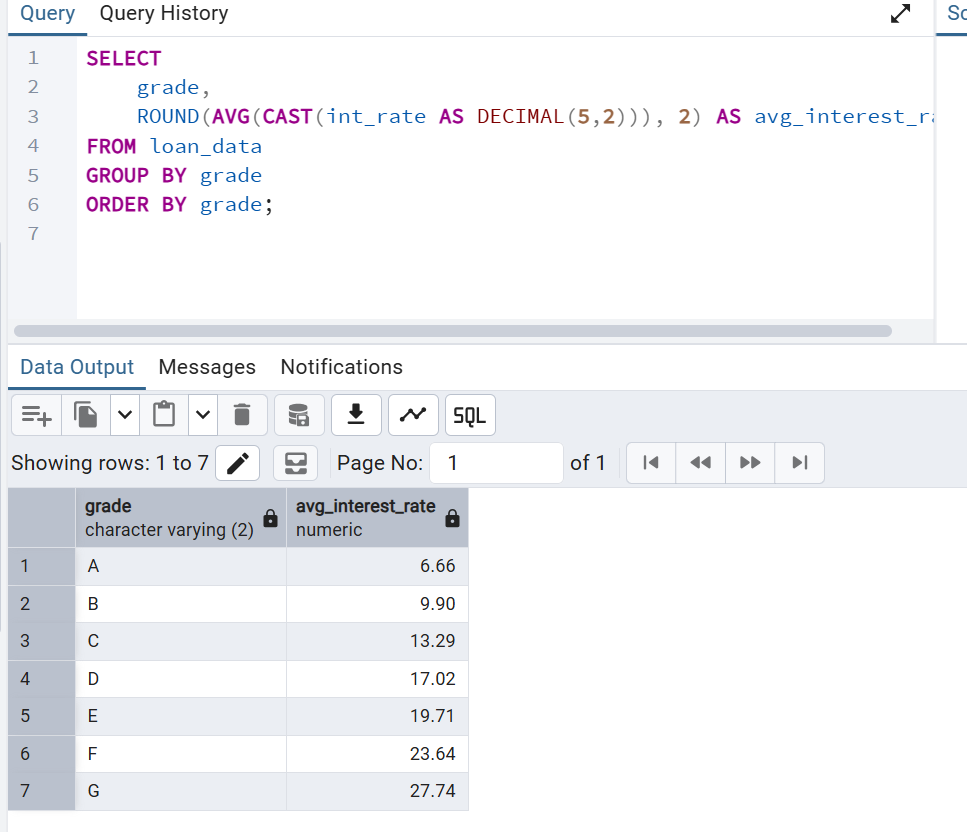 Query Query History Sc
1 SELECT
2 grade,
3 ROUND(AVG(CAST(int_rate AS DECIMAL(5,2))), 2) AS avg_interest_ra
4 FROM loan_data
5 GROUP BY grade
6 ORDER BY grade;
7
Data Output Messages Notifications
SQL
Showing rows: 1 to 7 Page No: 1 of 1
grade avg_interest_rate
character varying (2) numeric
1 A 6.66
2 B 9.90
3 C 13.29
4 D 17.02
5 E 19.71
6 F 23.64
7 G 27.74